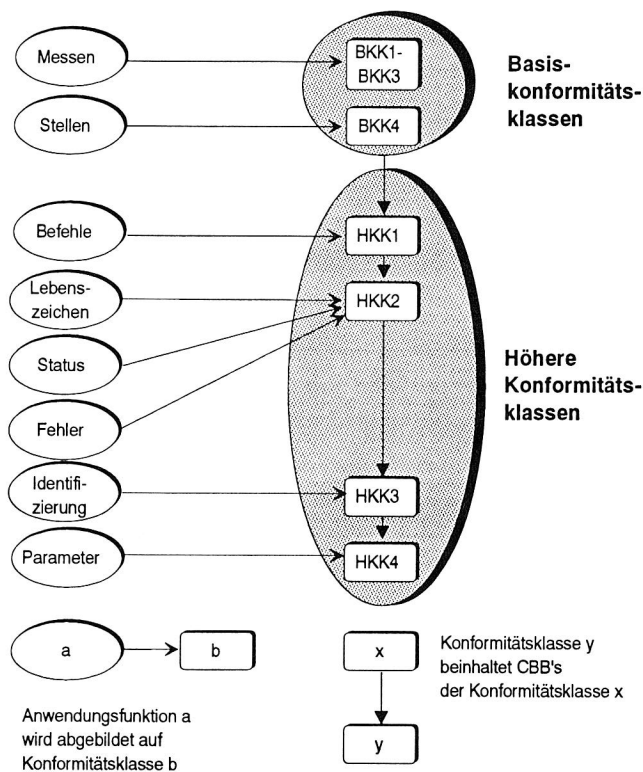 Messen
BKK1-
BKK3
Basis-
konformitäts-
klassen
Stellen
BKK4
Befehle
HKK1
Lebens-
zeichen
HKK2
Status
Höhere
Konformitäts-
klassen
Fehler
Identifi-
zierung
HKK3
Parameter
HKK4
a
b
x
Konformitätsklasse y
beinhaltet CBB's
der Konformitätsklasse x
y
Anwendungsfunktion a
wird abgebildet auf
Konformitätsklasse b